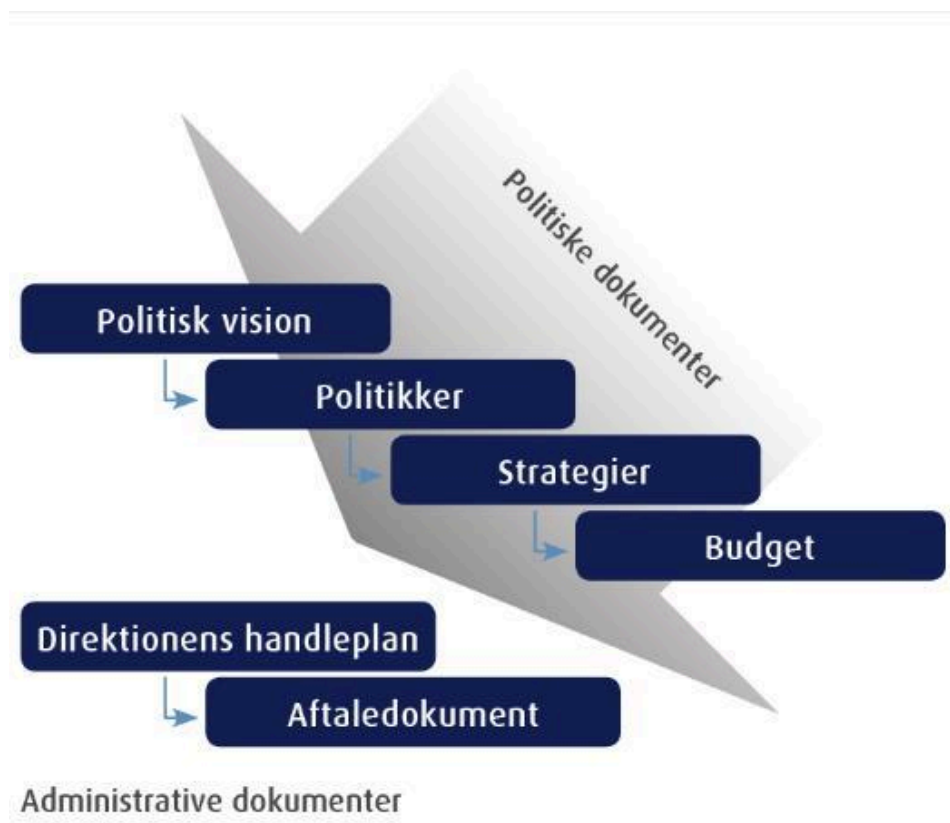 Politiske dokumenter
Politisk vision
Politikker
Strategier
Budget
Direktionens handleplan
Aftaledokument
Administrative dokumenter